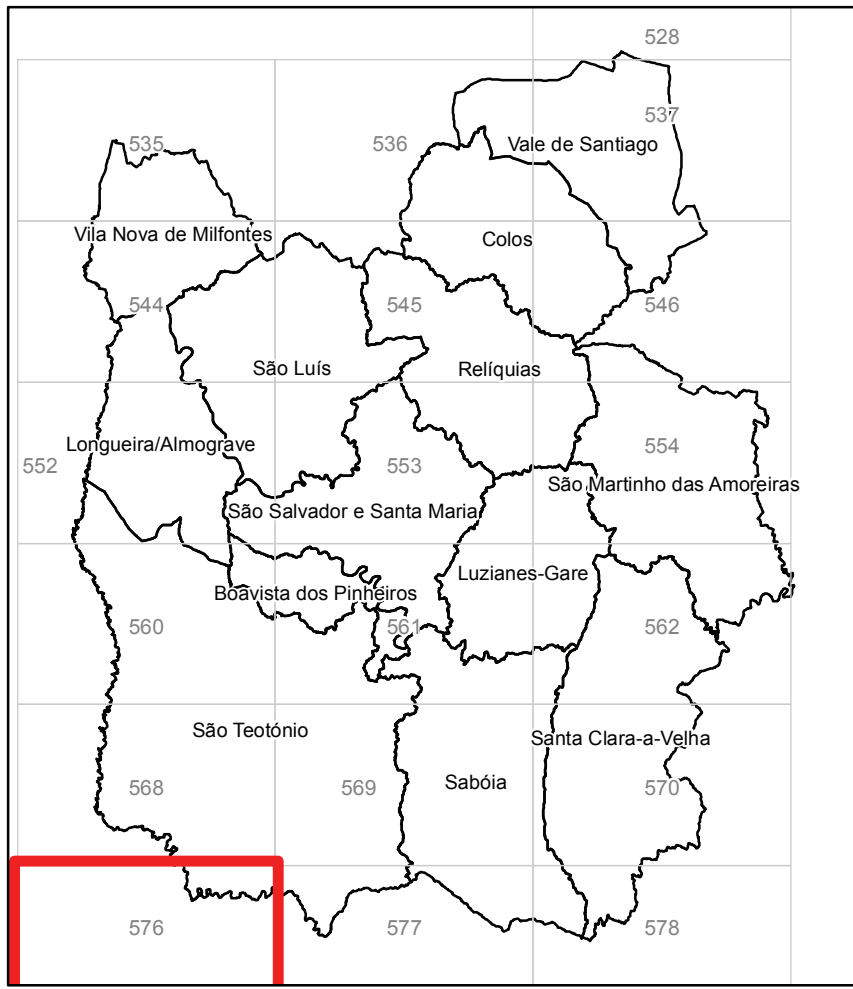 528
537
Vale de Santiago
535
536
Vila Nova de Milfontes
Colos
544
545
546
São Luís
Relíquias
Longueira/Almograve
552
553
554
São Martinho das Amoreiras
São Salvador e Santa Maria
Luzianes-Gare
Boavista dos Pinheiros
560
561
562
São Teotónio
Santa Clara-a-Velha
568
569
Sabóia
570
576
577
578